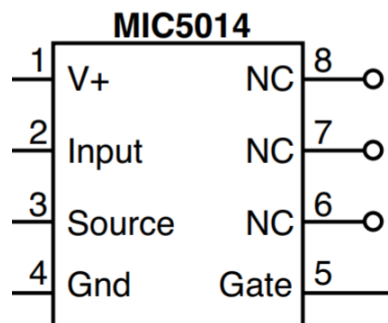 MIC5014
1 V+ NC 8
2 Input NC 7
3 Source NC 6
4 Gnd Gate 5